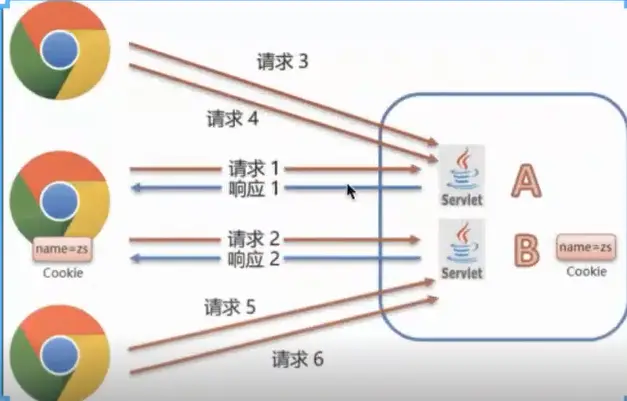 请求 3
请求 4
请求 1
响应 1
Servlet
A
请求 2
响应 2
Servlet
B
name=zs
Cookie
name=zs
Cookie
请求 5
请求 6